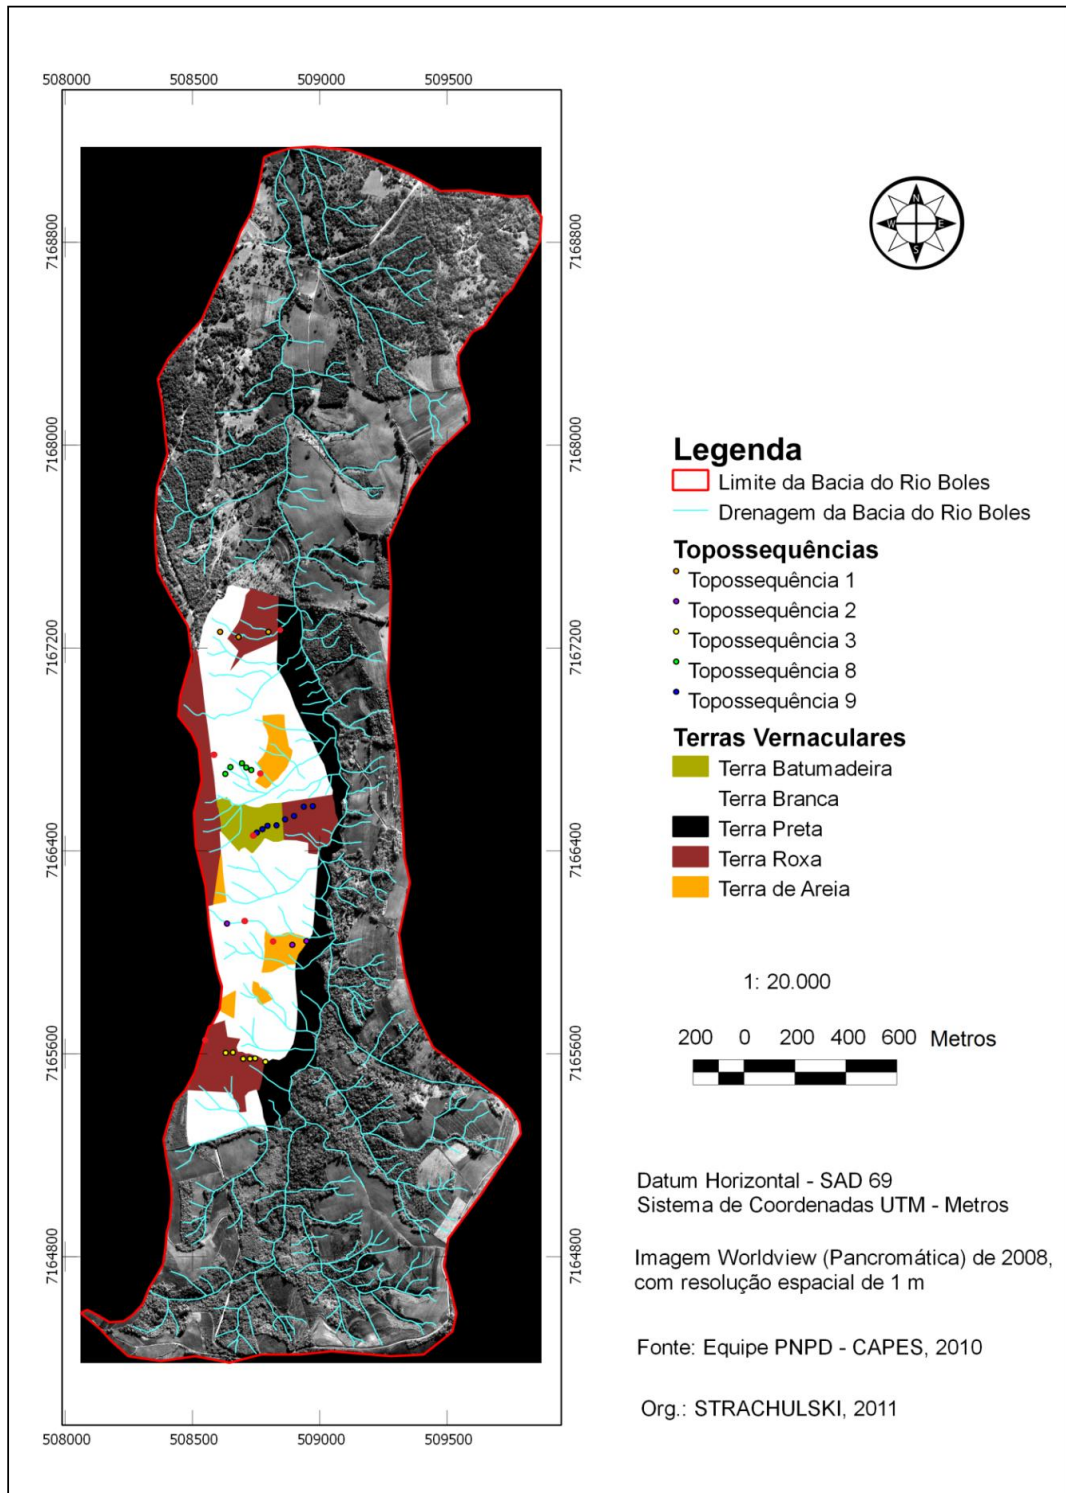 508000 508500 509000 509500
7168800 7168800
7168000 7168000
7167200 7167200
7166400 7166400
7165600 7165600
7164800 7164800
508000 508500 509000 509500
N
W E
S
Legenda
Limite da Bacia do Rio Boles
Drenagem da Bacia do Rio Boles
Topossequências
Topossequência 1
Topossequência 2
Topossequência 3
Topossequência 8
Topossequência 9
Terras Vernaculares
Terra Batumadeira
Terra Branca
Terra Preta
Terra Roxa
Terra de Areia
1: 20.000
200 0 200 400 600 Metros
Datum Horizontal - SAD 69
Sistema de Coordenadas UTM - Metros
Imagem Worldview (Pancromática) de 2008,
com resolução espacial de 1 m
Fonte: Equipe PNPD - CAPES, 2010
Org.: STRACHULSKI, 2011